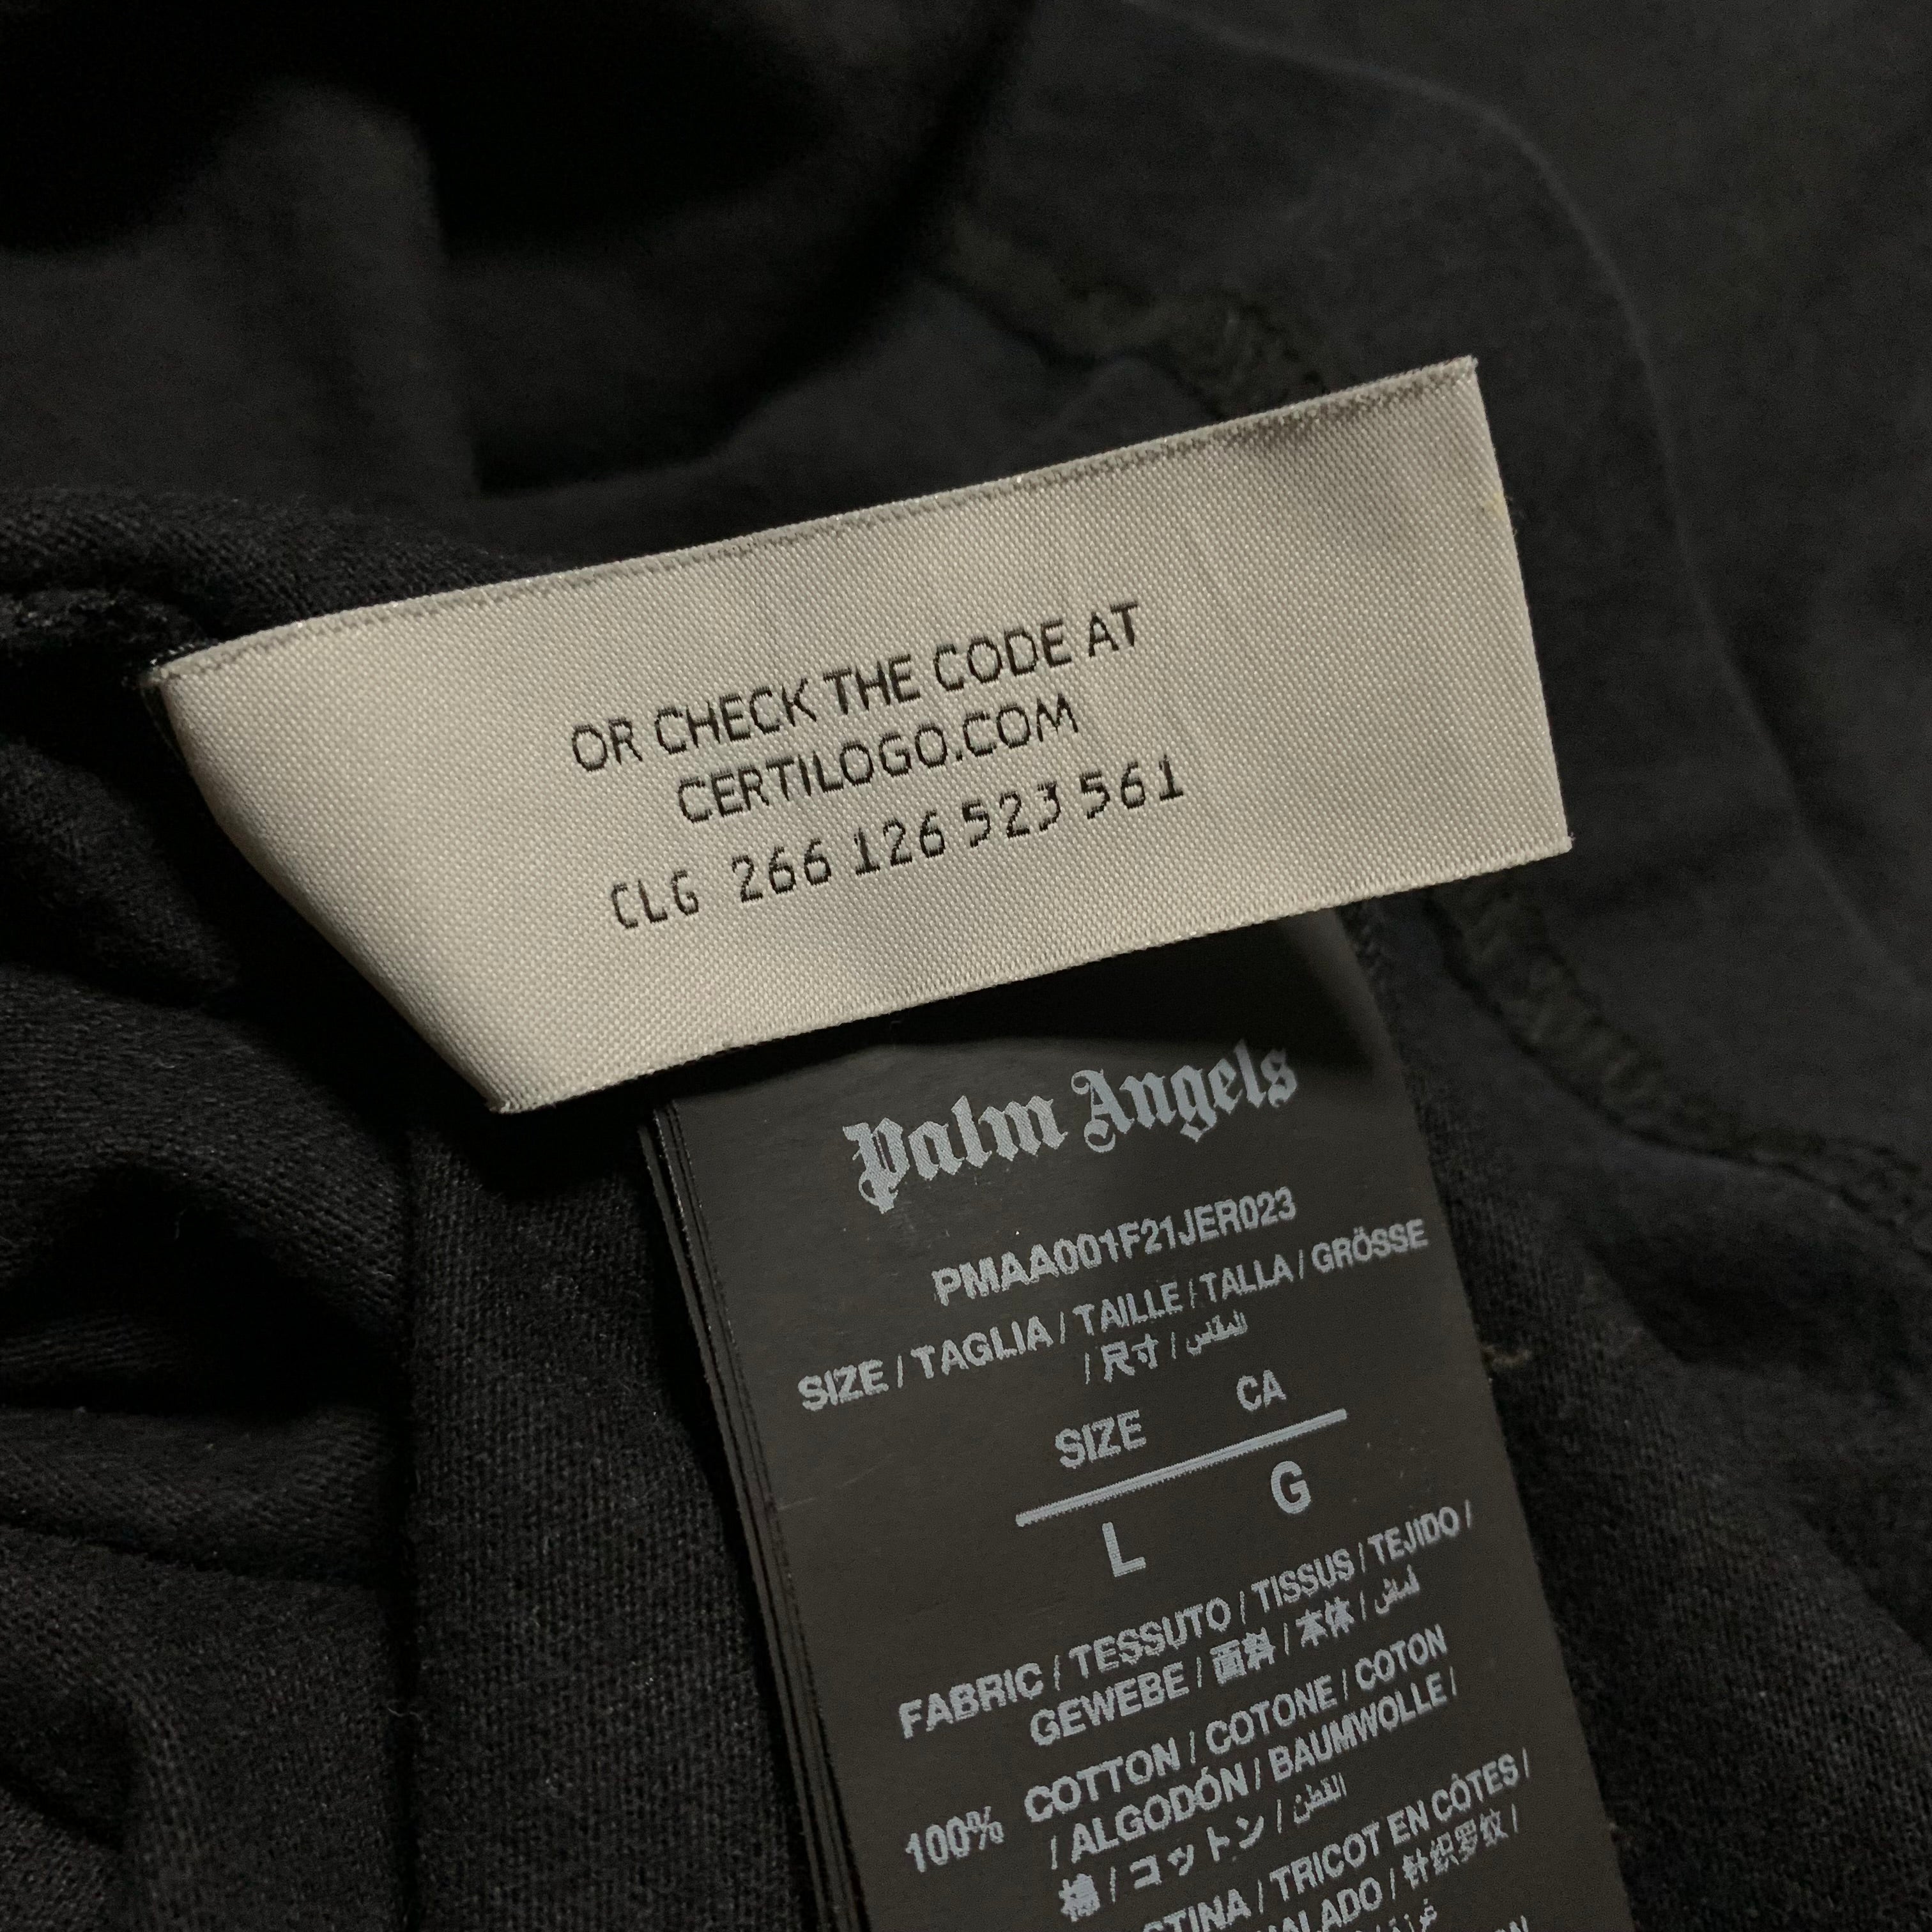 OR CHECK THE CODE AT
CERTILOGO.COM
CLG 266 126 523 561
Palm Angels
PMAA001F21JER023
SIZE / TAGLIA / TAILLE / TALLA / GRÖSSE
/ 尺寸 / المقاس
SIZE CA
L G
FABRIC / TESSUTO / TISSUS / TEJIDO /
GEWEBE / 面料 / 本体 / قماش
100% COTTON / COTONE / COTON
/ ALGODÓN / BAUMWOLLE /
棉 / コットン / القطن
/ TRICOT EN CÔTES /
/ 针织罗纹 /